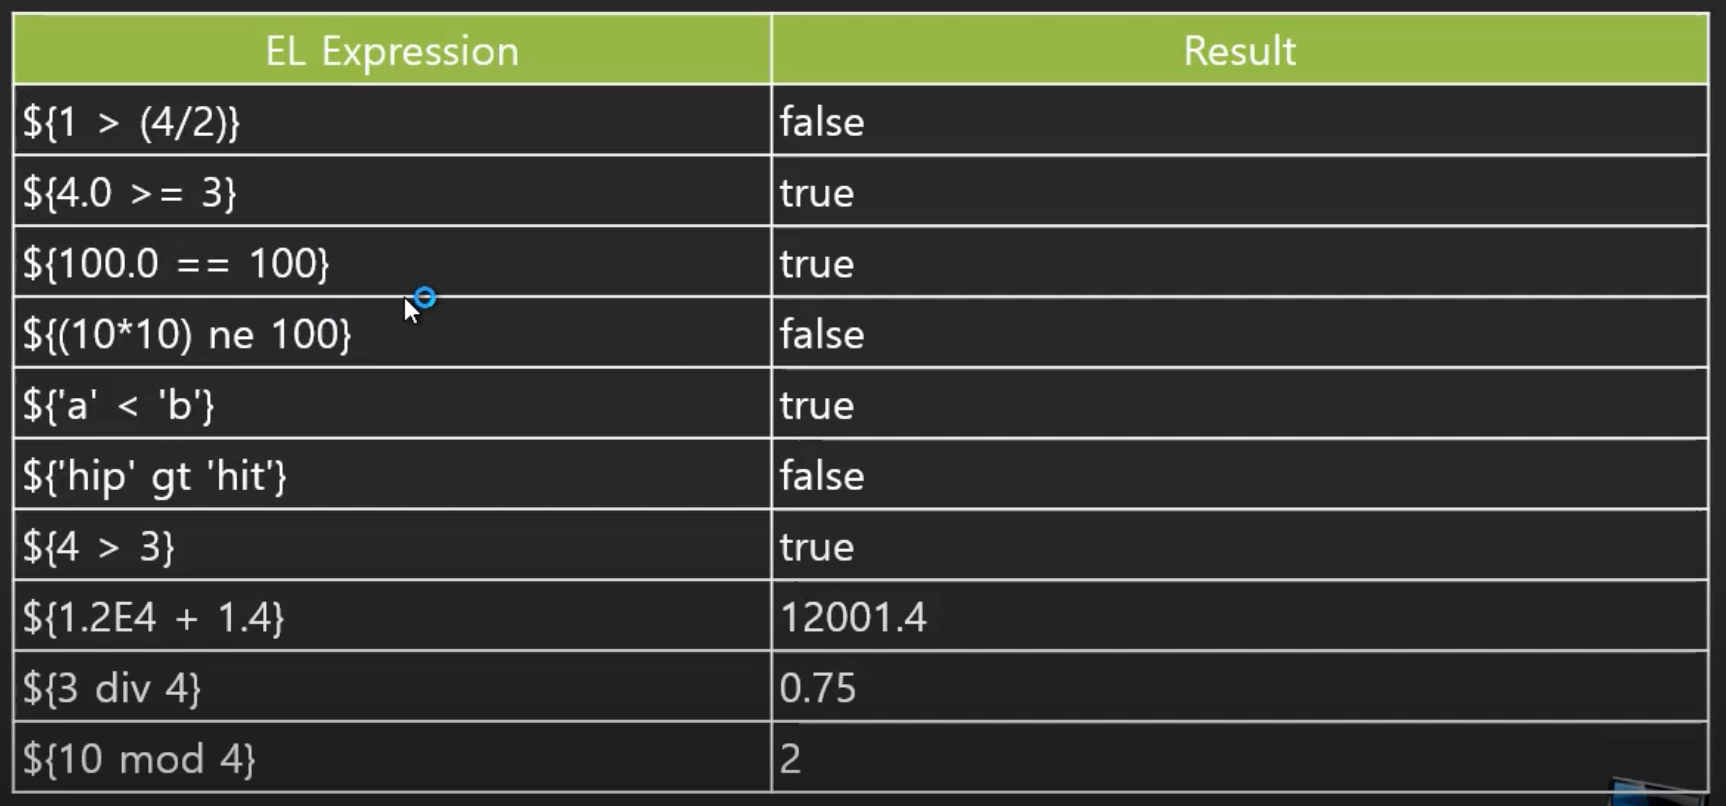 EL Expression Result
${1 > (4/2)} false
${4.0 >= 3} true
${100.0 == 100} true
${(10*10) ne 100} false
${'a' < 'b'} true
${'hip' gt 'hit'} false
${4 > 3} true
${1.2E4 + 1.4} 12001.4
${3 div 4} 0.75
${10 mod 4} 2